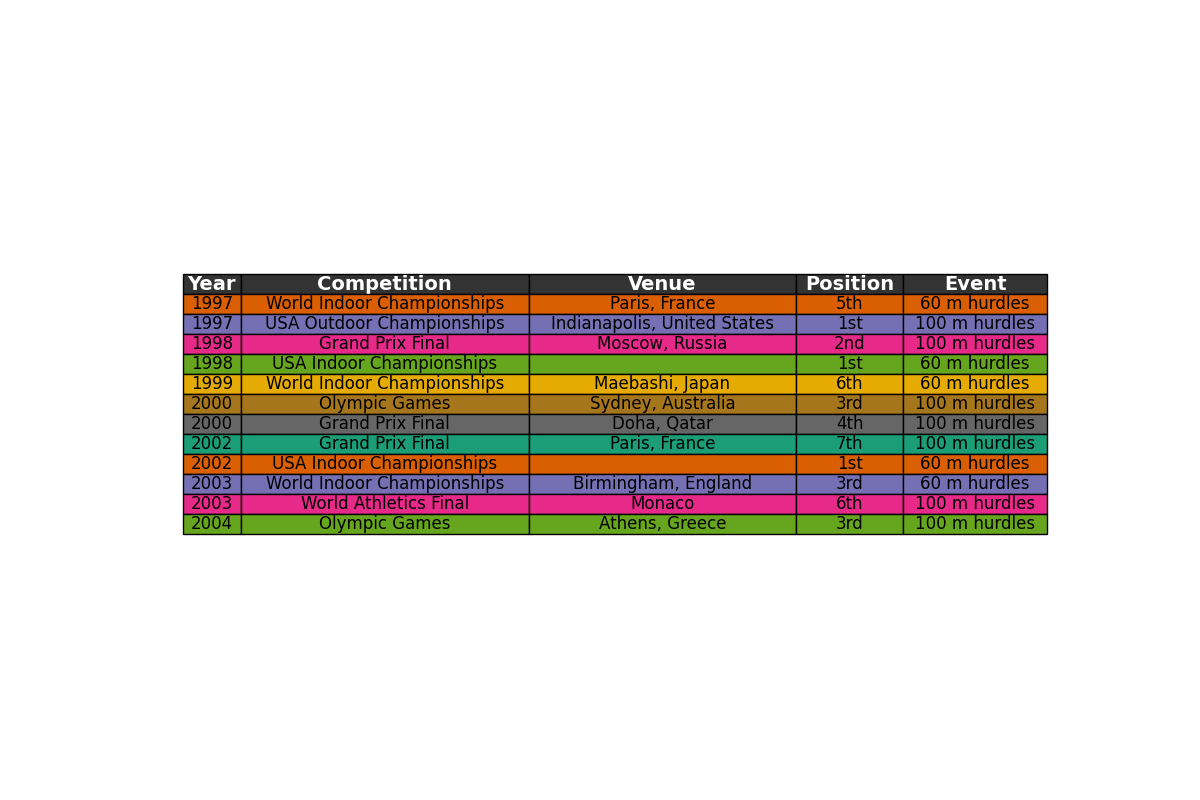 Year Competition Venue Position Event
1997 World Indoor Championships Paris, France 5th 60 m hurdles
1997 USA Outdoor Championships Indianapolis, United States 1st 100 m hurdles
1998 Grand Prix Final Moscow, Russia 2nd 100 m hurdles
1998 USA Indoor Championships 1st 60 m hurdles
1999 World Indoor Championships Maebashi, Japan 6th 60 m hurdles
2000 Olympic Games Sydney, Australia 3rd 100 m hurdles
2000 Grand Prix Final Doha, Qatar 4th 100 m hurdles
2002 Grand Prix Final Paris, France 7th 100 m hurdles
2002 USA Indoor Championships 1st 60 m hurdles
2003 World Indoor Championships Birmingham, England 3rd 60 m hurdles
2003 World Athletics Final Monaco 6th 100 m hurdles
2004 Olympic Games Athens, Greece 3rd 100 m hurdles